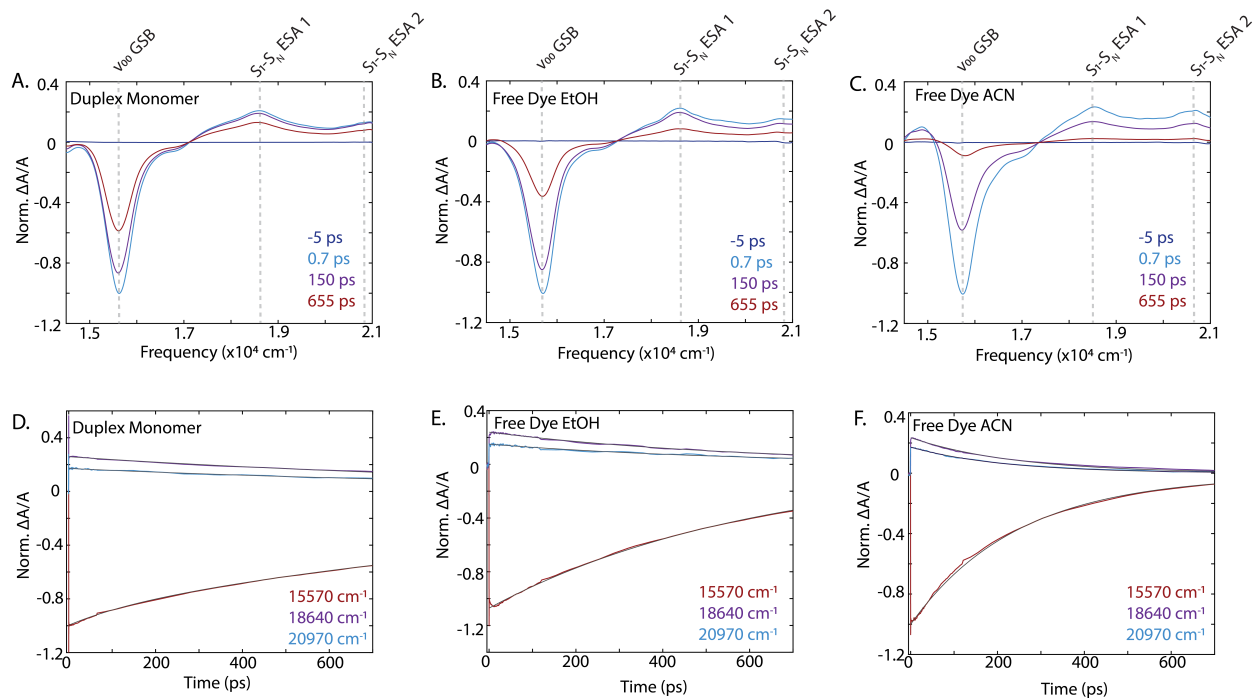 ν₀₀ GSB
S₁-S_N ESA 1
S₁-S_N ESA 2
ν₀₀ GSB
S₁-S_N ESA 1
S₁-S_N ESA 2
ν₀₀ GSB
S₁-S_N ESA 1
S₁-S_N ESA 2
A.
Duplex Monomer
0.4
0
-0.4
-0.8
-1.2
Norm. ΔA/A
-5 ps
0.7 ps
150 ps
655 ps
1.5
1.7
1.9
2.1
Frequency (x10⁴ cm⁻¹)
B.
Free Dye EtOH
0.4
0
-0.4
-0.8
-1.2
Norm. ΔA/A
-5 ps
0.7 ps
150 ps
655 ps
1.5
1.7
1.9
2.1
Frequency (x10⁴ cm⁻¹)
C.
Free Dye ACN
0.4
0
-0.4
-0.8
-1.2
Norm. ΔA/A
-5 ps
0.7 ps
150 ps
655 ps
1.5
1.7
1.9
2.1
Frequency (x10⁴ cm⁻¹)
D.
Duplex Monomer
0.4
0
-0.4
-0.8
-1.2
Norm. ΔA/A
15570 cm⁻¹
18640 cm⁻¹
20970 cm⁻¹
0
200
400
600
Time (ps)
E.
Free Dye EtOH
0.4
0
-0.4
-0.8
-1.2
Norm. ΔA/A
15570 cm⁻¹
18640 cm⁻¹
20970 cm⁻¹
0
200
400
600
Time (ps)
F.
Free Dye ACN
0.4
0
-0.4
-0.8
-1.2
Norm. ΔA/A
15570 cm⁻¹
18640 cm⁻¹
20970 cm⁻¹
0
200
400
600
Time (ps)